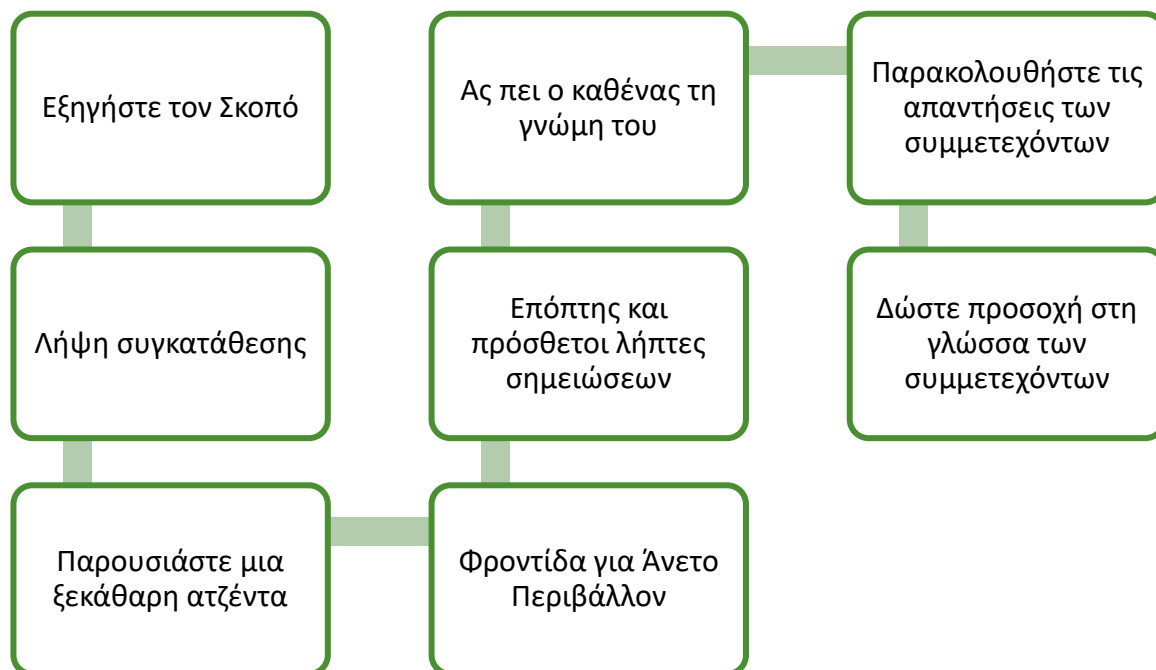 Εξηγήστε τον Σκοπό
Λήψη συγκατάθεσης
Παρουσιάστε μια
ξεκάθαρη ατζέντα
Φροντίδα για Άνετο
Περιβάλλον
Επόπτης και
πρόσθετοι λήπτες
σημειώσεων
Ας πει ο καθένας τη
γνώμη του
Παρακολουθήστε τις
απαντήσεις των
συμμετεχόντων
Δώστε προσοχή στη
γλώσσα των
συμμετεχόντων